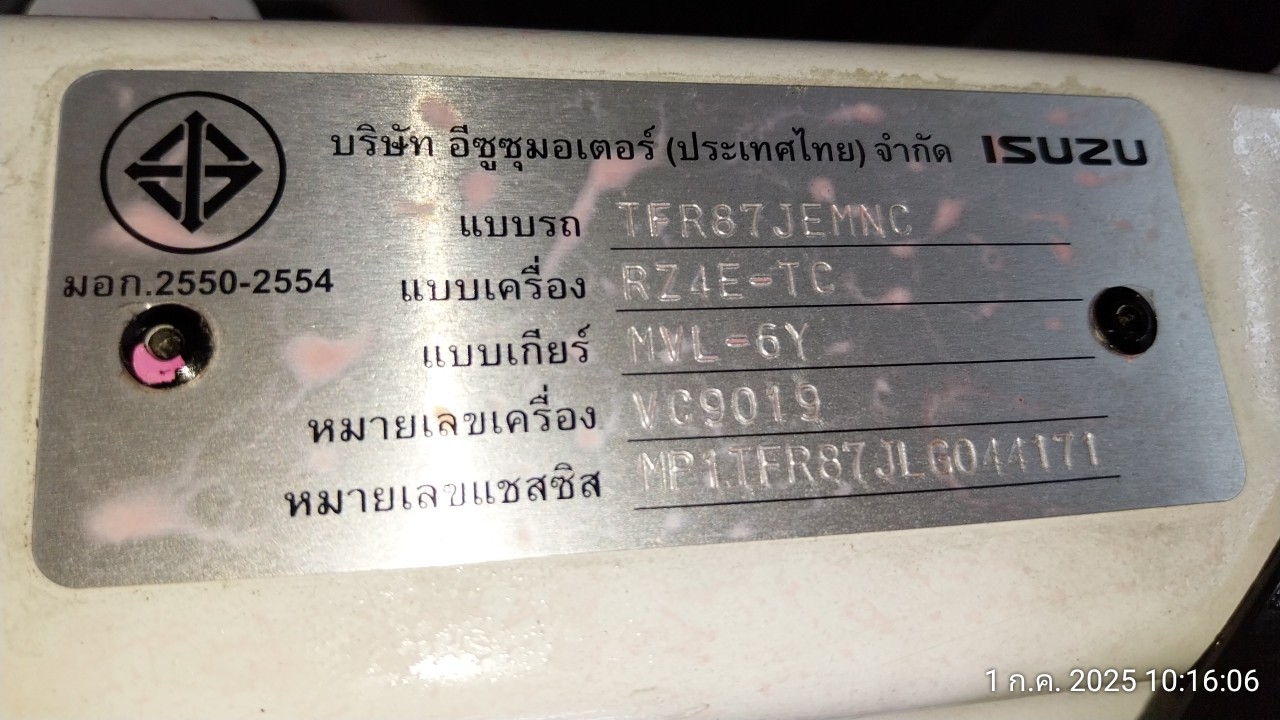 บริษัท อีซูซุมอเตอร์ (ประเทศไทย) จำกัด ISUZU
แบบรถ TFR87JEMNC
มอก.2550-2554
แบบเครื่อง RZ4E-TC
แบบเกียร์ MVL-6Y
หมายเลขเครื่อง VC9019
หมายเลขแชสซิส MP1TFR87JLG044171
1 ก.ค. 2025 10:16:06